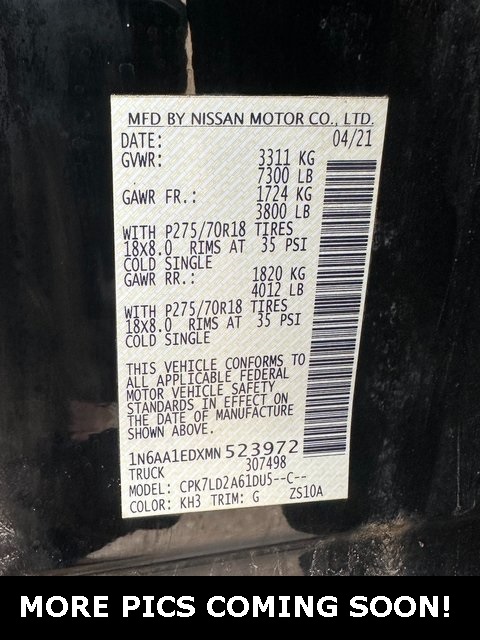 MFD BY NISSAN MOTOR CO., LTD.
DATE: 04/21
GVWR: 3311 KG
7300 LB
GAWR FR.: 1724 KG
3800 LB
WITH P275/70R18 TIRES
18X8.0 RIMS AT 35 PSI
COLD SINGLE
GAWR RR.: 1820 KG
4012 LB
WITH P275/70R18 TIRES
18X8.0 RIMS AT 35 PSI
COLD SINGLE
THIS VEHICLE CONFORMS TO
ALL APPLICABLE FEDERAL
MOTOR VEHICLE SAFETY
STANDARDS IN EFFECT ON
THE DATE OF MANUFACTURE
SHOWN ABOVE.
1N6AA1EDXMN523972
TRUCK 307498
MODEL: CPK7LD2A61DU5--C--
COLOR: KH3 TRIM: G ZS10A
MORE PICS COMING SOON!